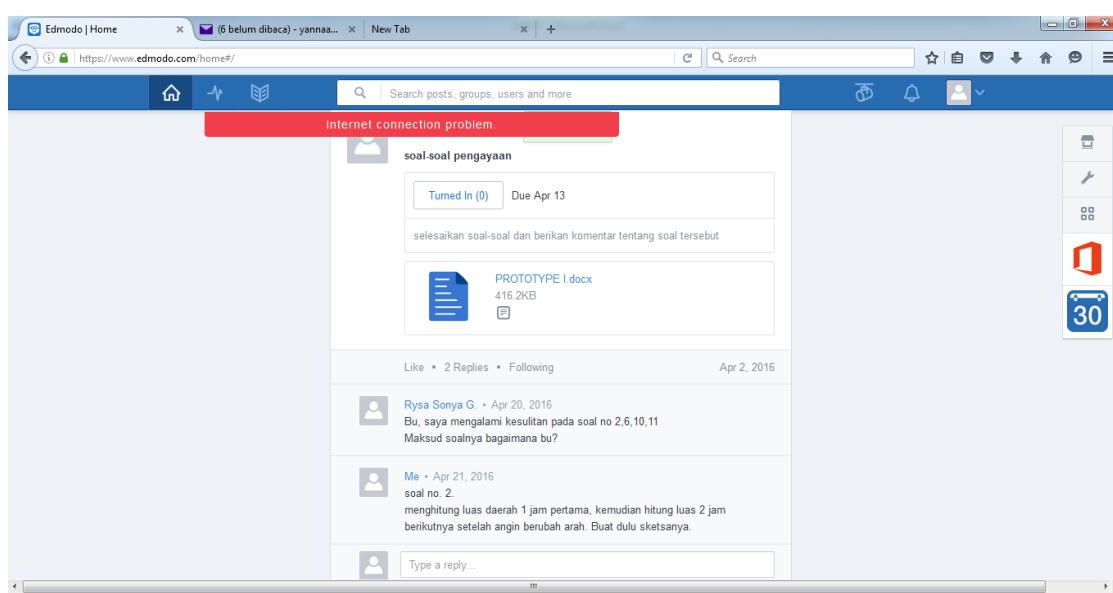 Edmodo | Home
(6 belum dibaca) - yannaa...
New Tab
https://www.edmodo.com/home#/
Search
Search posts, groups, users and more
Internet connection problem.
soal-soal pengayaan
Turned In (0)
Due Apr 13
selesaikan soal-soal dan berikan komentar tentang soal tersebut
PROTOTYPE I.docx
416.2KB
30
Like • 2 Replies • Following
Apr 2, 2016
Rysa Sonya G. • Apr 20, 2016
Bu, saya mengalami kesulitan pada soal no 2,6,10,11
Maksud soalnya bagaimana bu?
Me • Apr 21, 2016
soal no. 2.
menghitung luas daerah 1 jam pertama, kemudian hitung luas 2 jam
berikutnya setelah angin berubah arah. Buat dulu sketsanya.
Type a reply...